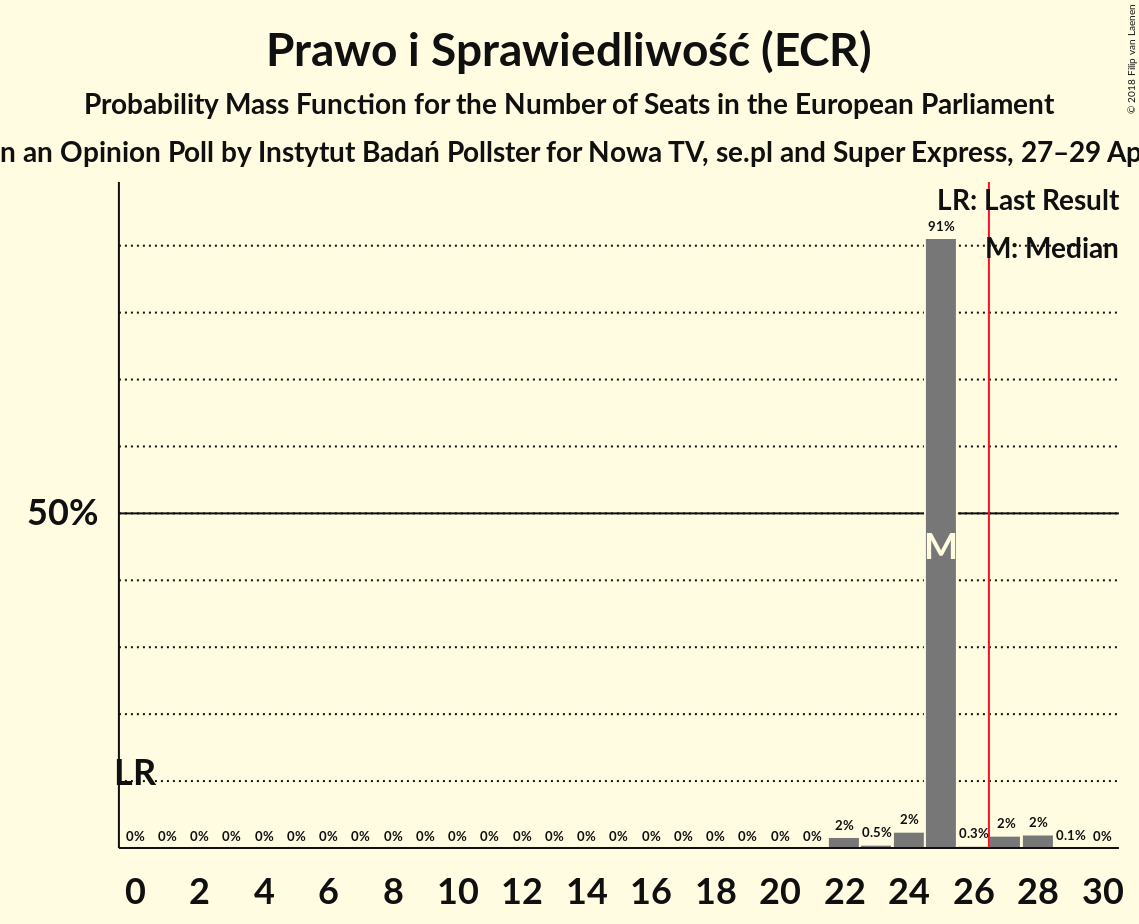 Prawo i Sprawiedliwość (ECR)
Probability Mass Function for the Number of Seats in the European Parliament
n an Opinion Poll by Instytut Badań Pollster for Nowa TV, se.pl and Super Express, 27–29 Ap
© 2018 Filip van Laenen
LR: Last Result
M: Median
91%
50%
M
LR
0% 0% 0% 0% 0% 0% 0% 0% 0% 0% 0% 0% 0% 0% 0% 0% 0% 0% 0% 0% 0% 0% 2% 0.5% 2% 0.3% 2% 2% 0.1% 0%
0 2 4 6 8 10 12 14 16 18 20 22 24 26 28 30